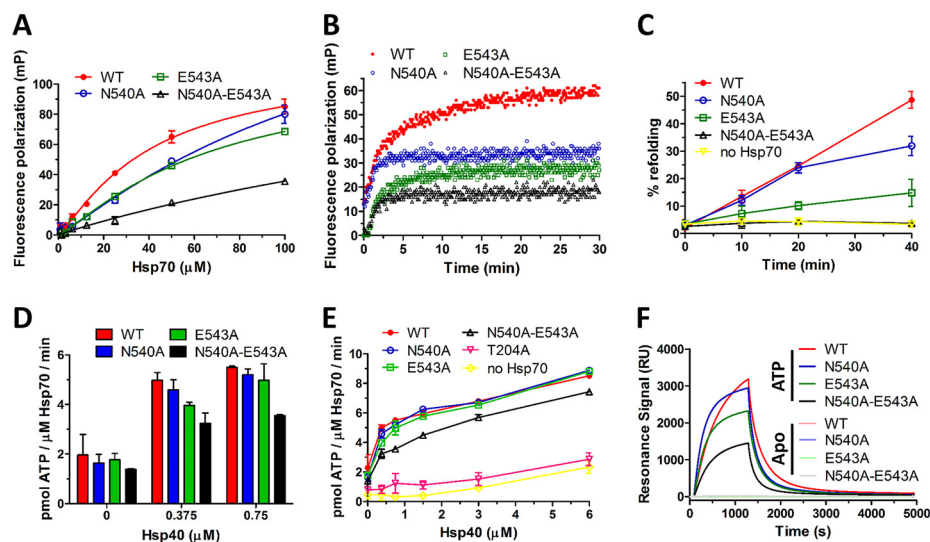 A
Fluorescence polarization (mP)
100
80
60
40
20
0
WT
E543A
N540A
N540A-E543A
0 20 40 60 80 100
Hsp70 (µM)
B
Fluorescence polarization (mP)
WT
E543A
N540A
N540A-E543A
60
50
40
30
20
10
0
0 5 10 15 20 25 30
Time (min)
C
% refolding
60
50
40
30
20
10
0
WT
N540A
E543A
N540A-E543A
no Hsp70
0 10 20 30 40
Time (min)
D
pmol ATP / µM Hsp70 / min
WT
E543A
N540A
N540A-E543A
6
4
2
0
0 0.375 0.75
Hsp40 (µM)
E
pmol ATP / µM Hsp70 / min
WT
N540A-E543A
N540A
T204A
E543A
no Hsp70
10
8
6
4
2
0
0 1 2 3 4 5 6
Hsp40 (µM)
F
Resonance Signal (RU)
4000
3000
2000
1000
0
ATP
WT
N540A
E543A
N540A-E543A
Apo
WT
N540A
E543A
N540A-E543A
0 1000 2000 3000 4000 5000
Time (s)